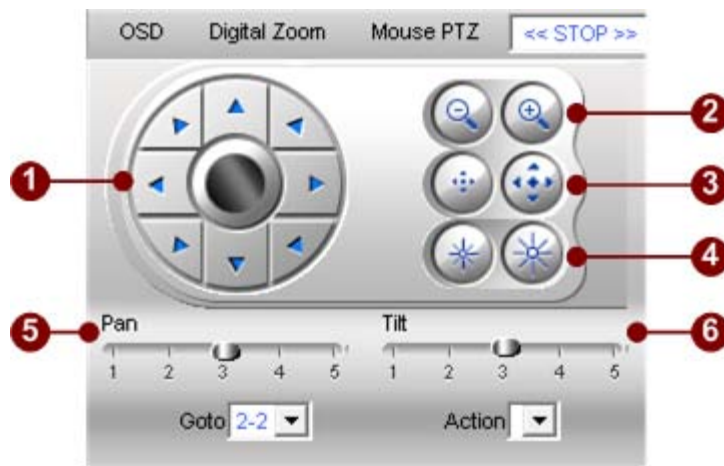 OSD Digital Zoom Mouse PTZ << STOP >>
1
2
3
4
5 Pan Tilt 6
1 2 3 4 5 1 2 3 4 5
Goto 2-2 Action